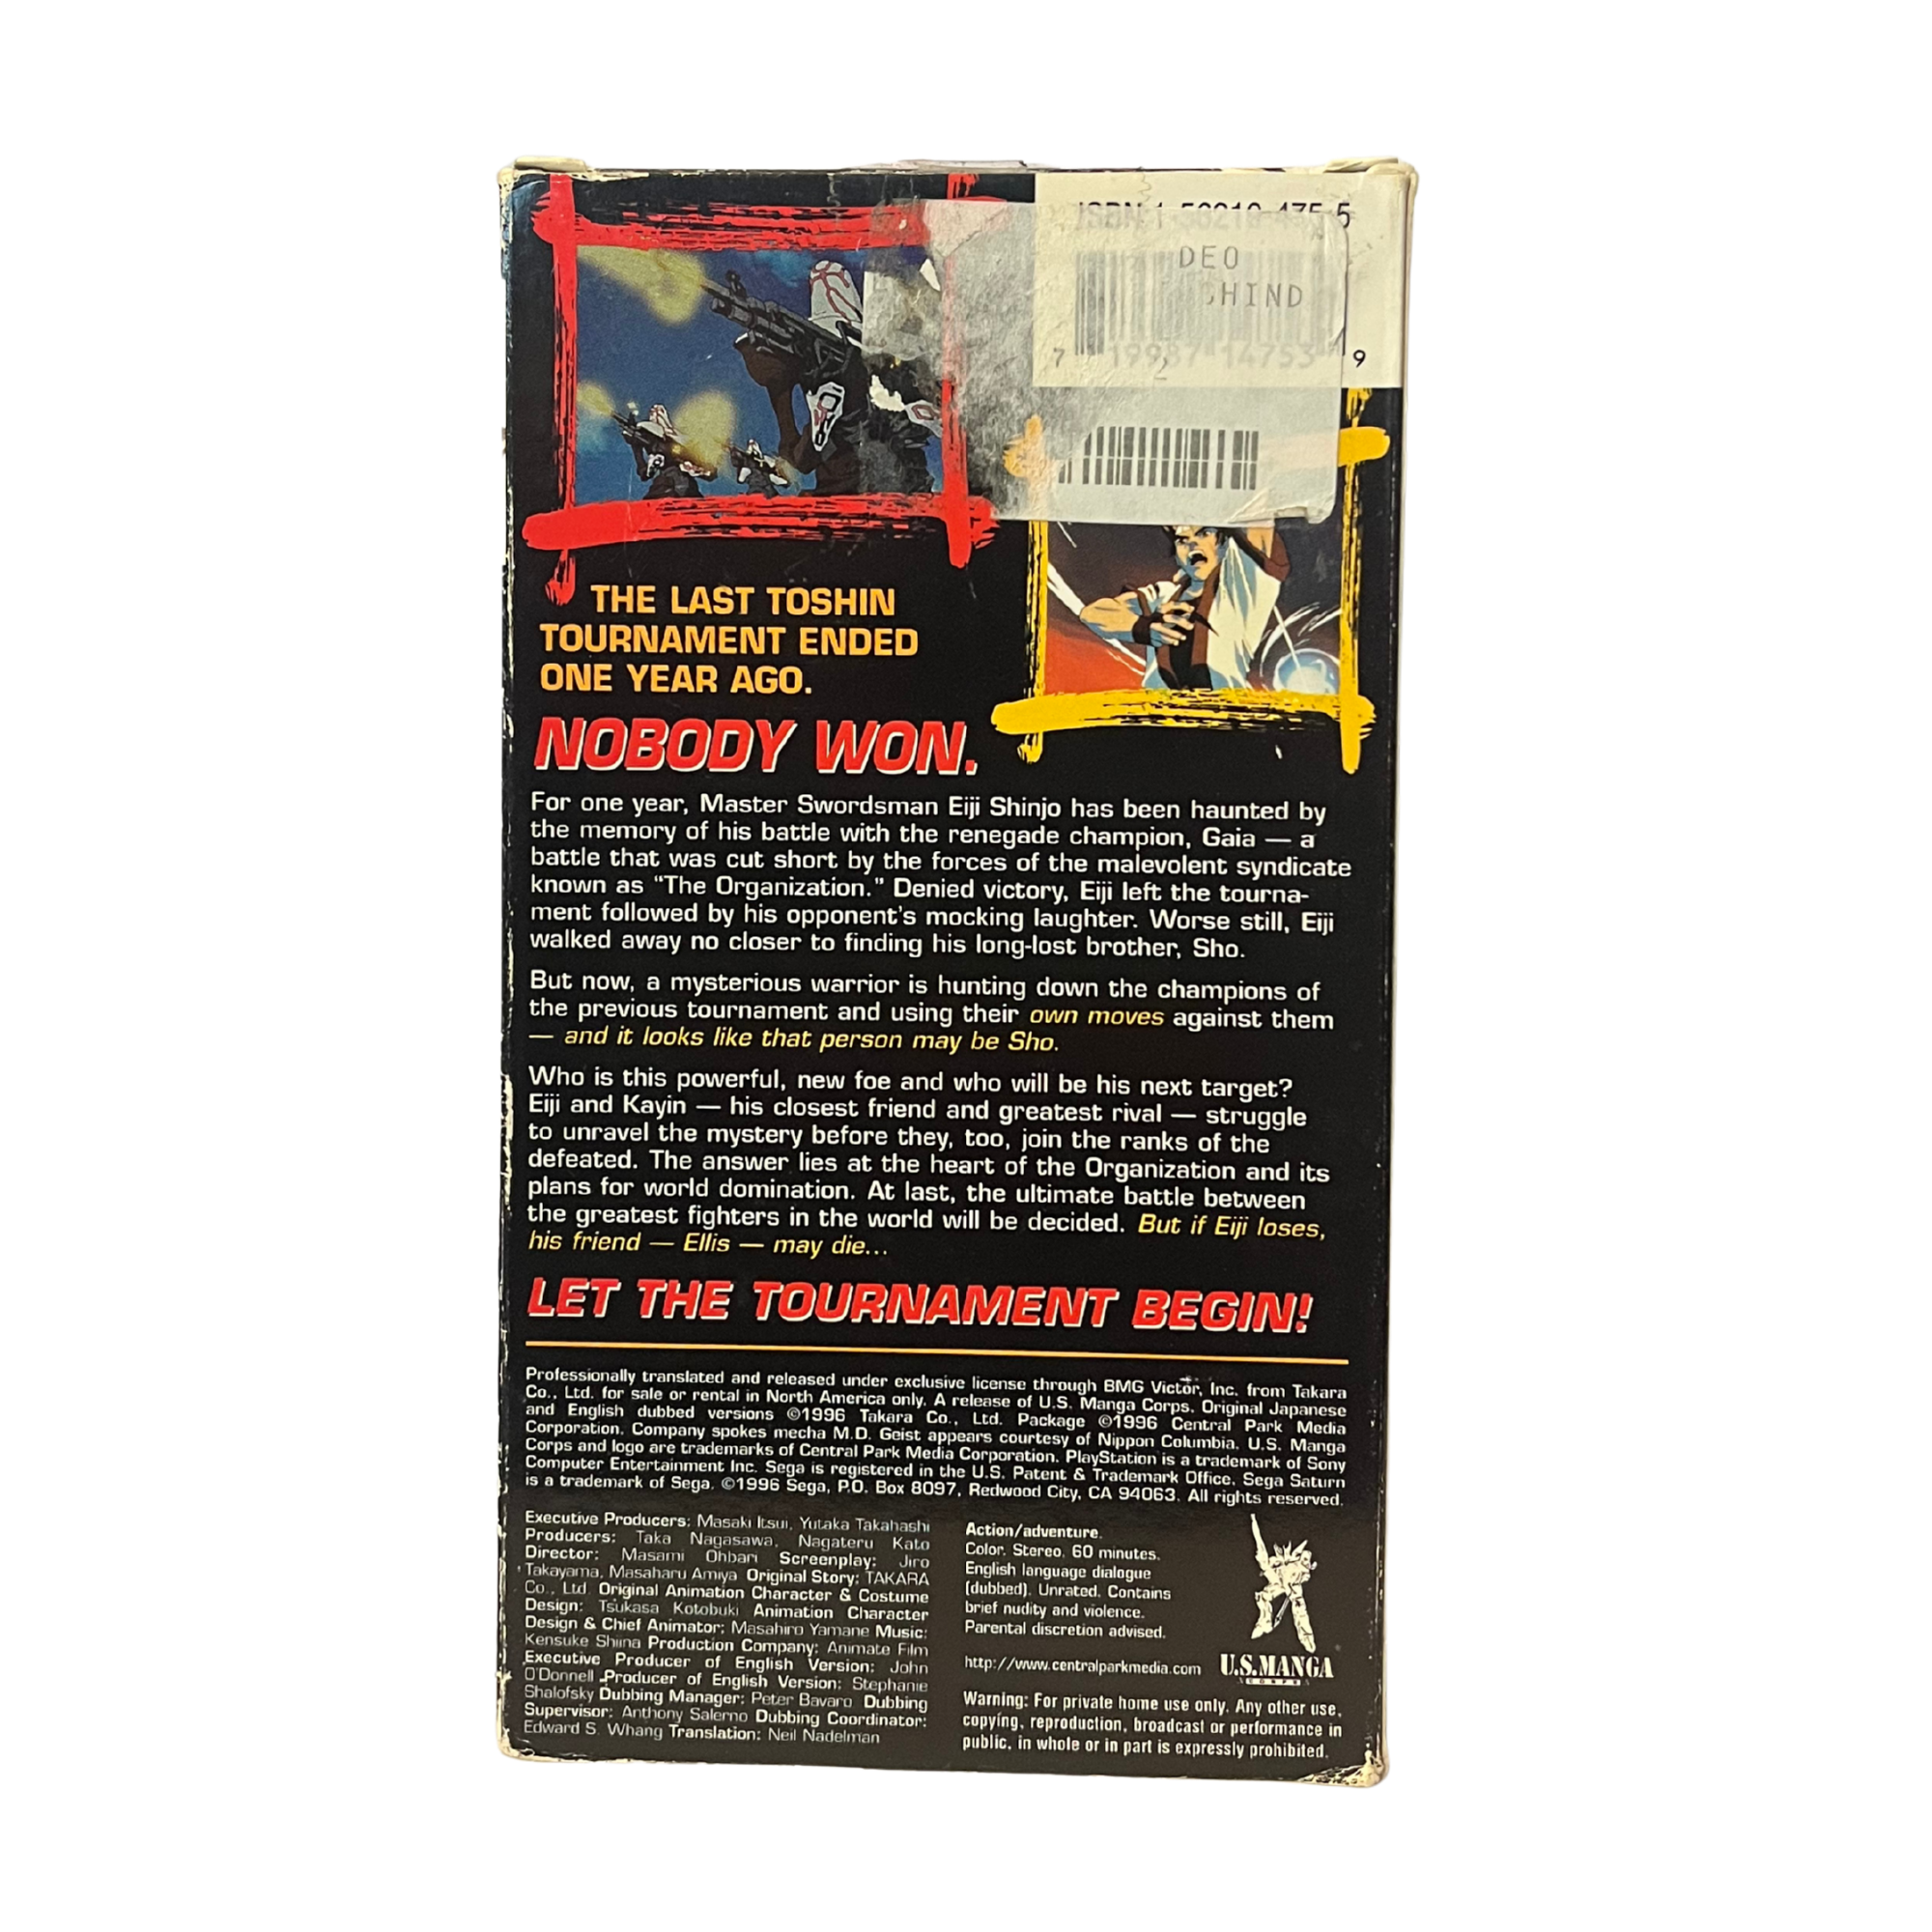 ISBN 1-56219-475-5
DEO
HIND
7 19987 14753 9
2
THE LAST TOSHIN
TOURNAMENT ENDED
ONE YEAR AGO.
NOBODY WON.
For one year, Master Swordsman Eiji Shinjo has been haunted by
the memory of his battle with the renegade champion, Gaia — a
battle that was cut short by the forces of the malevolent syndicate
known as “The Organization.” Denied victory, Eiji left the tourna-
ment followed by his opponent’s mocking laughter. Worse still, Eiji
walked away no closer to finding his long-lost brother, Sho.
But now, a mysterious warrior is hunting down the champions of
the previous tournament and using their own moves against them
— and it looks like that person may be Sho.
Who is this powerful, new foe and who will be his next target?
Eiji and Kayin — his closest friend and greatest rival — struggle
to unravel the mystery before they, too, join the ranks of the
defeated. The answer lies at the heart of the Organization and its
plans for world domination. At last, the ultimate battle between
the greatest fighters in the world will be decided. But if Eiji loses,
his friend — Ellis — may die...
LET THE TOURNAMENT BEGIN!
Professionally translated and released under exclusive license through BMG Victor, Inc. from Takara
Co., Ltd. for sale or rental in North America only. A release of U.S. Manga Corps. Original Japanese
and English dubbed versions ©1996 Takara Co., Ltd. Package ©1996 Central Park Media
Corporation. Company spokes mecha M.D. Geist appears courtesy of Nippon Columbia. U.S. Manga
Corps and logo are trademarks of Central Park Media Corporation. PlayStation is a trademark of Sony
Computer Entertainment Inc. Sega is registered in the U.S. Patent & Trademark Office. Sega Saturn
is a trademark of Sega. ©1996 Sega, P.O. Box 8097, Redwood City, CA 94063. All rights reserved.
Executive Producers: Masaki Itsui, Yutaka Takahashi
Producers: Taka Nagasawa, Nagateru Kato
Director: Masami Ohbari Screenplay: Jiro
Takayama, Masaharu Amiya Original Story: TAKARA
Co., Ltd. Original Animation Character & Costume
Design: Tsukasa Kotobuki Animation Character
Design & Chief Animator: Masahiro Yamane Music:
Kensuke Shiina Production Company: Animate Film
Executive Producer of English Version: John
O'Donnell Producer of English Version: Stephanie
Shalofsky Dubbing Manager: Peter Bavaro Dubbing
Supervisor: Anthony Salerno Dubbing Coordinator:
Edward S. Whang Translation: Neil Nadelman
Action/adventure.
Color. Stereo. 60 minutes.
English language dialogue
(dubbed). Unrated. Contains
brief nudity and violence.
Parental discretion advised.
http://www.centralparkmedia.com
U.S.MANGA
CORPS
Warning: For private home use only. Any other use,
copying, reproduction, broadcast or performance in
public, in whole or in part is expressly prohibited.